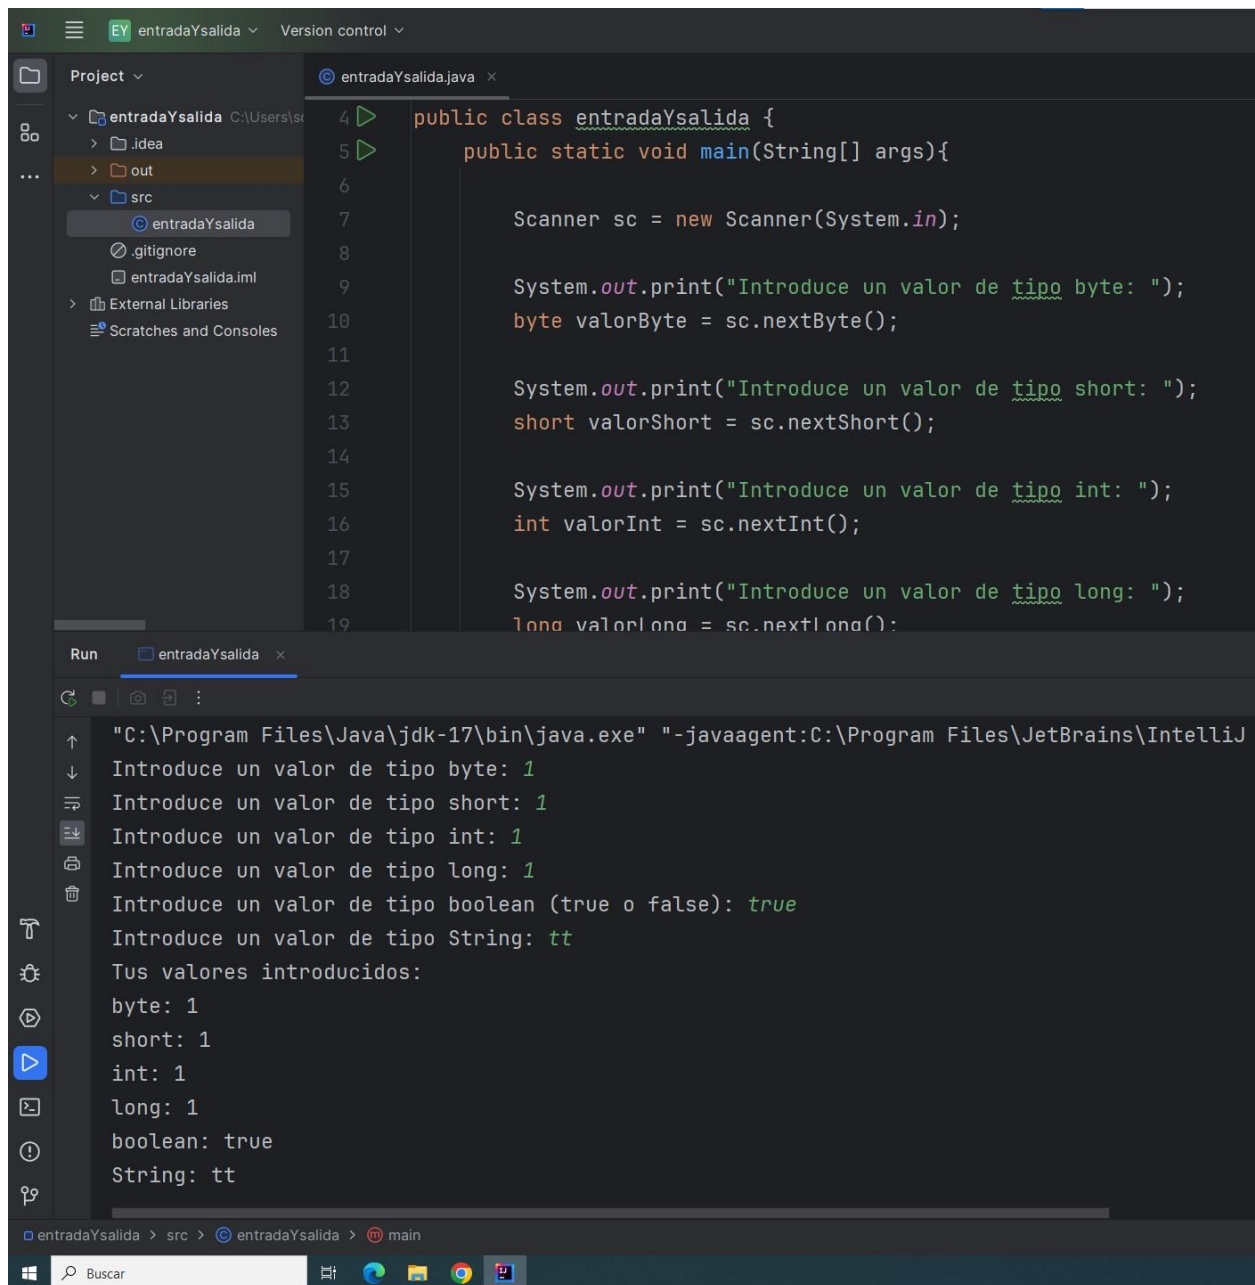 EY entradaYsalida Version control
Project
entradaYsalida.java
entradaYsalida C:\Users\s
.idea
out
src
entradaYsalida
.gitignore
entradaYsalida.iml
External Libraries
Scratches and Consoles
4 public class entradaYsalida {
5 public static void main(String[] args){
6
7 Scanner sc = new Scanner(System.in);
8
9 System.out.print("Introduce un valor de tipo byte: ");
10 byte valorByte = sc.nextByte();
11
12 System.out.print("Introduce un valor de tipo short: ");
13 short valorShort = sc.nextShort();
14
15 System.out.print("Introduce un valor de tipo int: ");
16 int valorInt = sc.nextInt();
17
18 System.out.print("Introduce un valor de tipo long: ");
19 long valorLong = sc.nextLong();
Run entradaYsalida
"C:\Program Files\Java\jdk-17\bin\java.exe" "-javaagent:C:\Program Files\JetBrains\IntelliJ
Introduce un valor de tipo byte: 1
Introduce un valor de tipo short: 1
Introduce un valor de tipo int: 1
Introduce un valor de tipo long: 1
Introduce un valor de tipo boolean (true o false): true
Introduce un valor de tipo String: tt
Tus valores introducidos:
byte: 1
short: 1
int: 1
long: 1
boolean: true
String: tt
entradaYsalida > src > entradaYsalida > main
Buscar